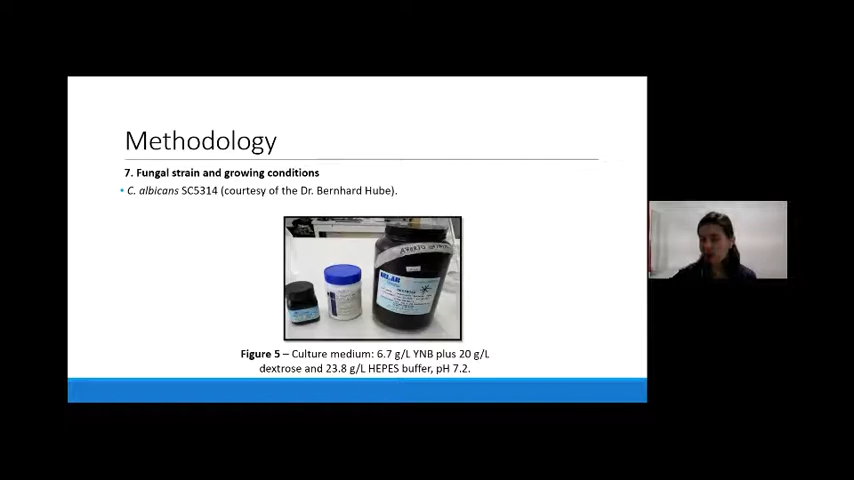 Methodology
7. Fungal strain and growing conditions
• C. albicans SC5314 (courtesy of the Dr. Bernhard Hube).
Figure 5 – Culture medium: 6.7 g/L YNB plus 20 g/L
dextrose and 23.8 g/L HEPES buffer, pH 7.2.